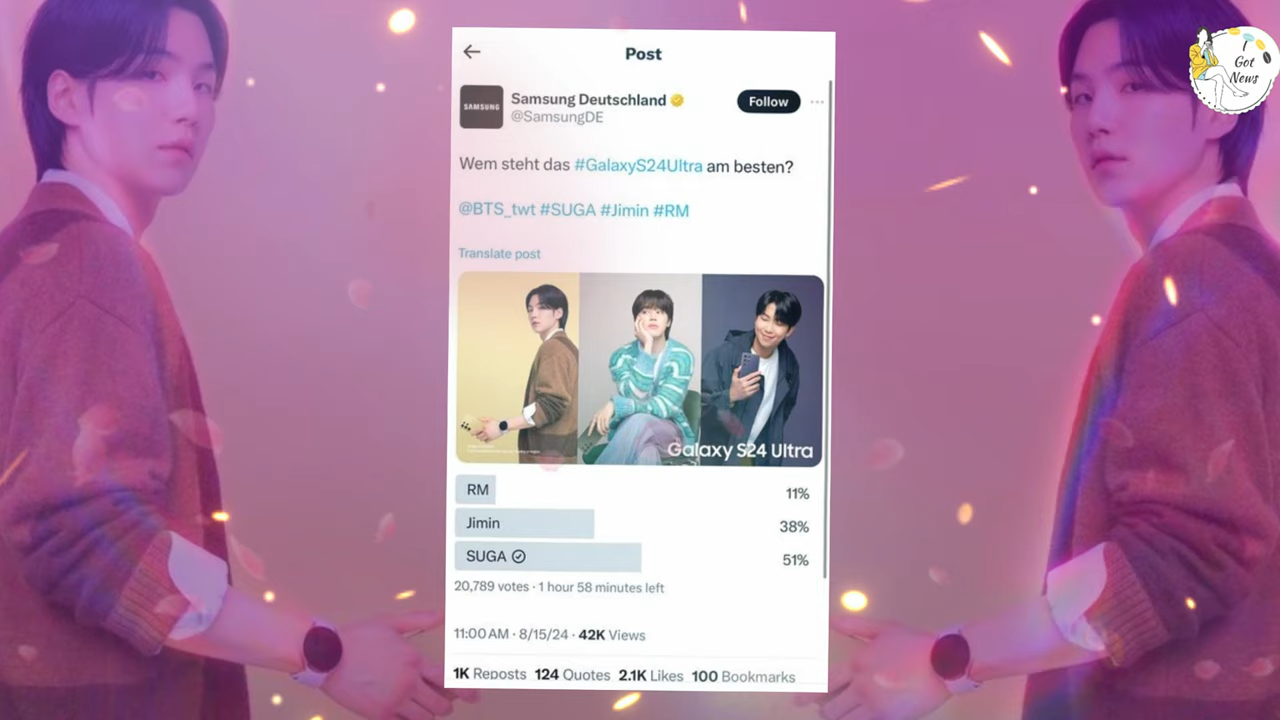 Post
SAMSUNG
Samsung Deutschland
Follow
@SamsungDE
Wem steht das #GalaxyS24Ultra am besten?
@BTS_twt #SUGA #Jimin #RM
Translate post
Galaxy S24 Ultra
RM 11%
Jimin 38%
SUGA 51%
20,789 votes · 1 hour 58 minutes left
11:00 AM · 8/15/24 · 42K Views
1K Reposts 124 Quotes 2.1K Likes 100 Bookmarks
I
Got
News